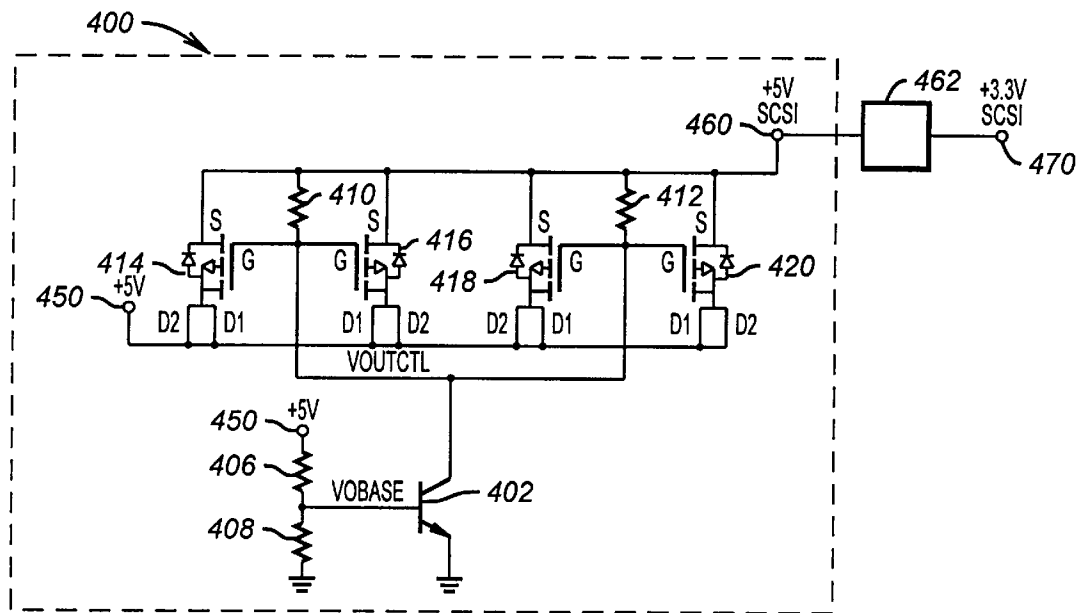 400
+5V
SCSI
460
462
+3.3V
SCSI
470
410
412
S
S
S
S
414
G
G
416
418
G
G
420
450
+5V
D2
D1
D1
D2
D2
D1
D1
D2
VOUTCTL
450
+5V
406
VOBASE
402
408